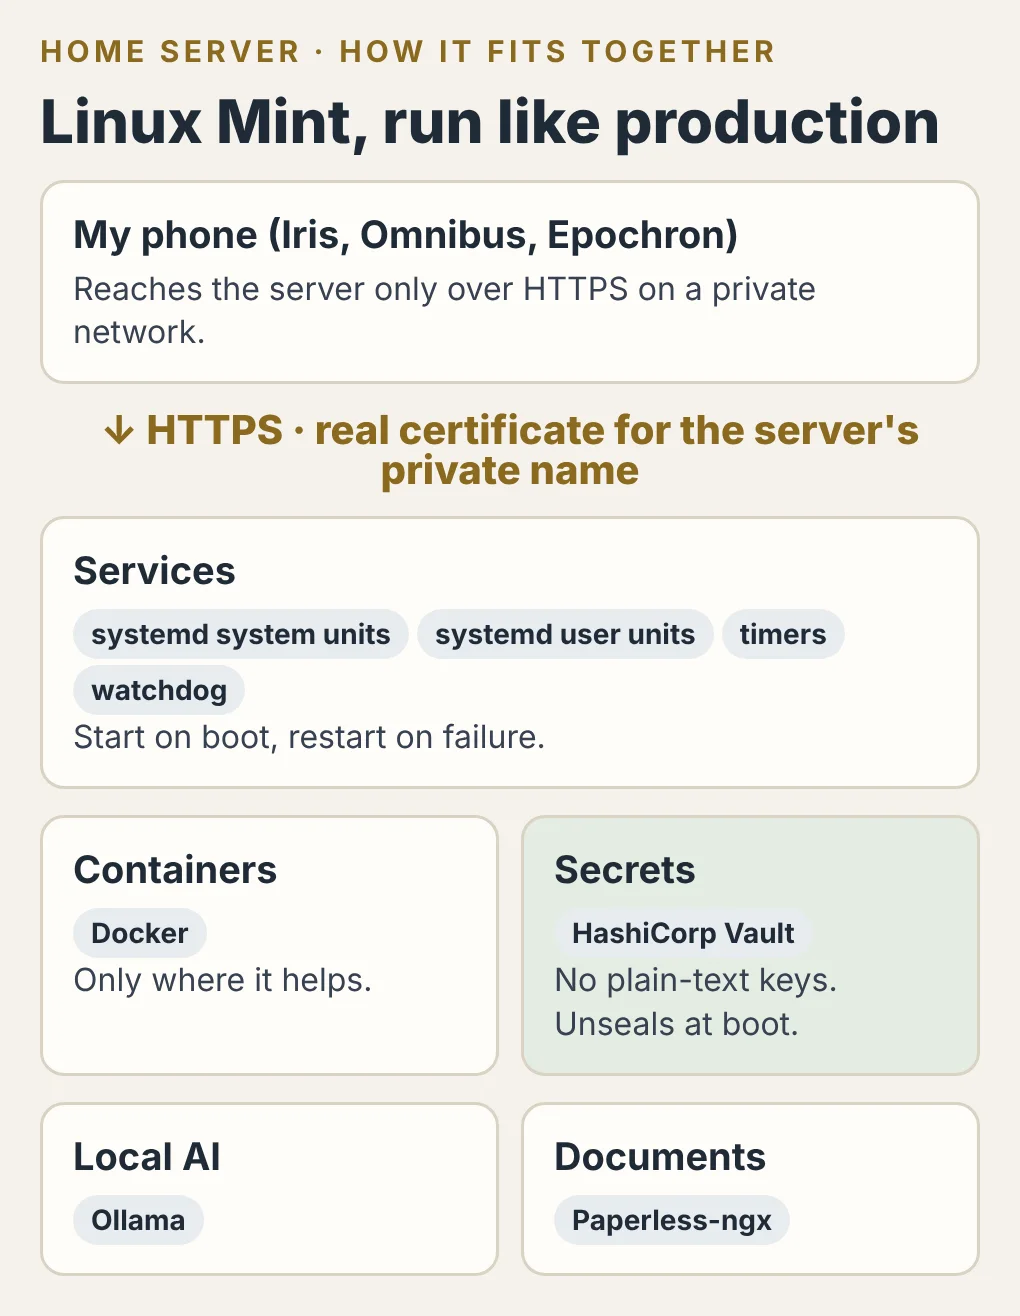 HOME SERVER · HOW IT FITS TOGETHER
Linux Mint, run like production
My phone (Iris, Omnibus, Epochron)
Reaches the server only over HTTPS on a private
network.
↓ HTTPS · real certificate for the server's
private name
Services
systemd system units systemd user units timers
watchdog
Start on boot, restart on failure.
Containers
Docker
Only where it helps.
Secrets
HashiCorp Vault
No plain-text keys.
Unseals at boot.
Local AI
Ollama
Documents
Paperless-ngx